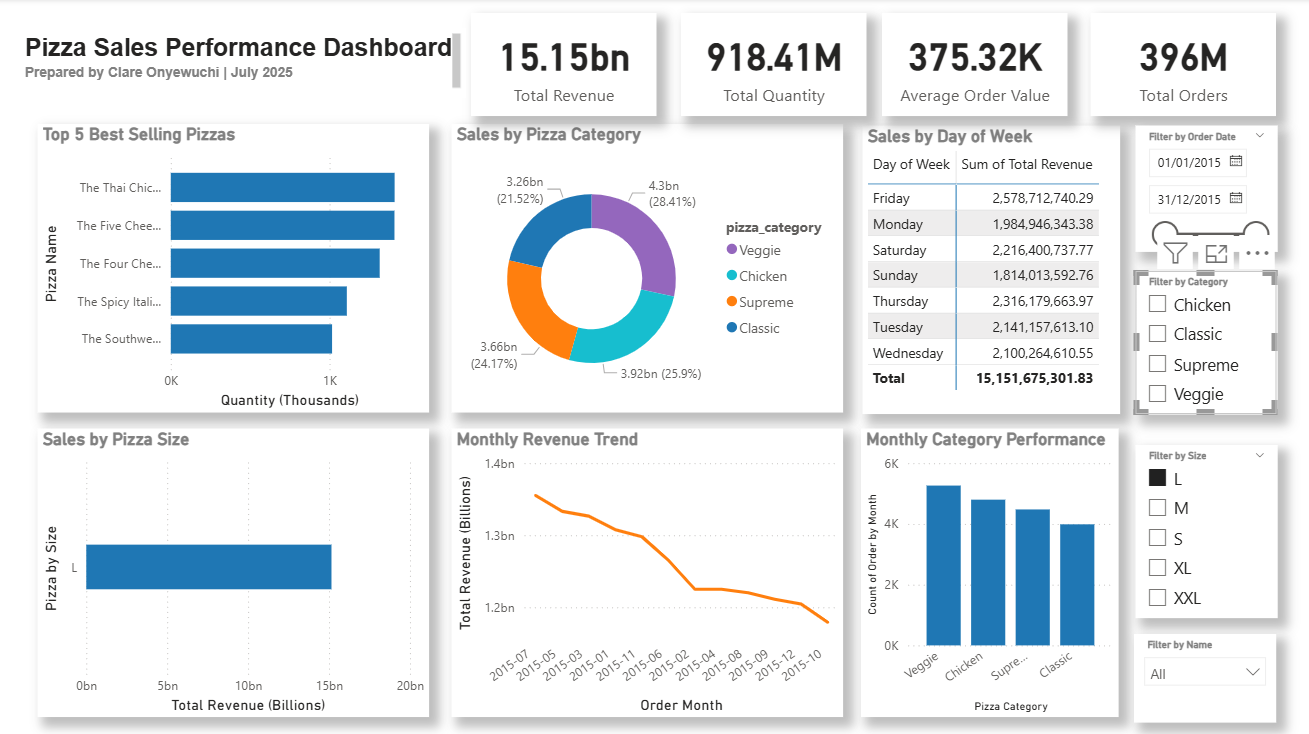 Pizza Sales Performance Dashboard
Prepared by Clare Onyewuchi | July 2025
15.15bn
Total Revenue
918.41M
Total Quantity
375.32K
Average Order Value
396M
Total Orders
Top 5 Best Selling Pizzas
Pizza Name
The Thai Chic...
The Five Chee...
The Four Che...
The Spicy Itali...
The Southwe...
0K
1K
Quantity (Thousands)
Sales by Pizza Category
3.26bn
(21.52%)
4.3bn
(28.41%)
3.66bn
(24.17%)
3.92bn (25.9%)
pizza_category
Veggie
Chicken
Supreme
Classic
Sales by Day of Week
Day of Week Sum of Total Revenue
Friday 2,578,712,740.29
Monday 1,984,946,343.38
Saturday 2,216,400,737.77
Sunday 1,814,013,592.76
Thursday 2,316,179,663.97
Tuesday 2,141,157,613.10
Wednesday 2,100,264,610.55
Total 15,151,675,301.83
Filter by Order Date
01/01/2015
31/12/2015
Filter by Category
Chicken
Classic
Supreme
Veggie
Sales by Pizza Size
Pizza by Size
L
0bn
5bn
10bn
15bn
20bn
Total Revenue (Billions)
Monthly Revenue Trend
Total Revenue (Billions)
1.4bn
1.3bn
1.2bn
2015-07
2015-05
2015-03
2015-01
2015-11
2015-06
2015-02
2015-04
2015-08
2015-09
2015-12
2015-10
Order Month
Monthly Category Performance
Count of Order by Month
6K
4K
2K
0K
Veggie
Chicken
Supre...
Classic
Pizza Category
Filter by Size
L
M
S
XL
XXL
Filter by Name
All